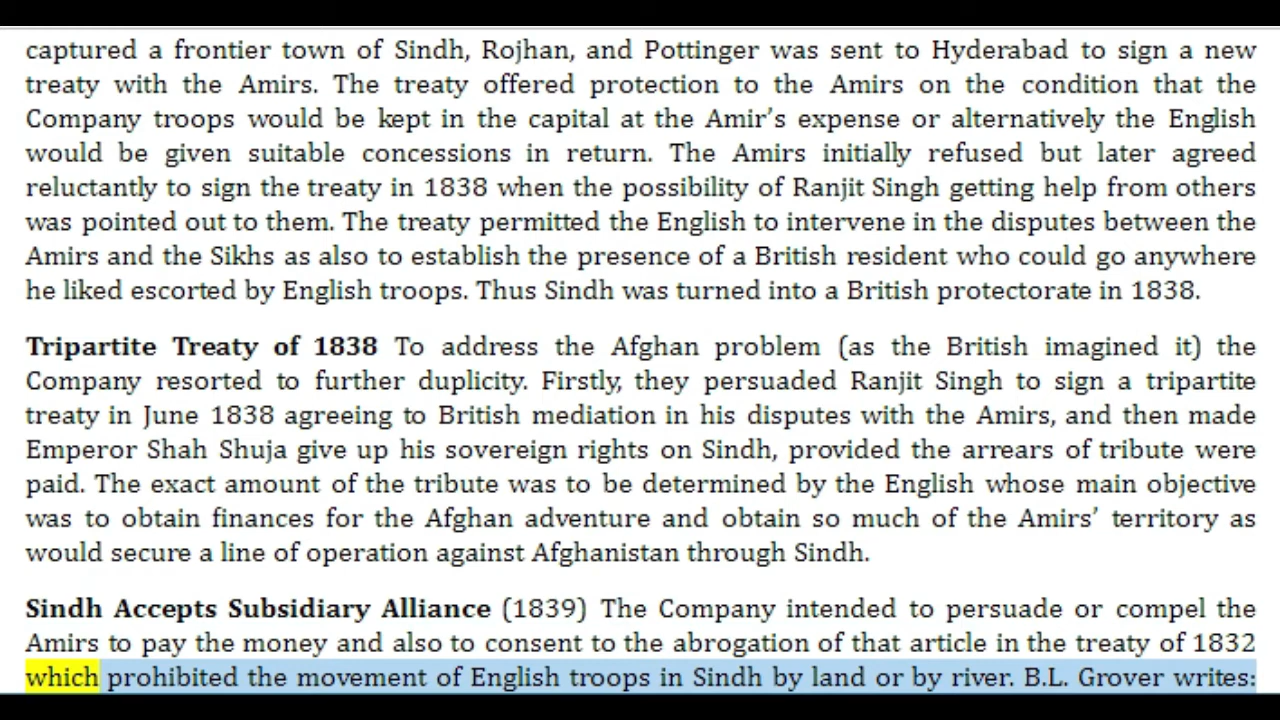 captured a frontier town of Sindh, Rojhan, and Pottinger was sent to Hyderabad to sign a new
treaty with the Amirs. The treaty offered protection to the Amirs on the condition that the
Company troops would be kept in the capital at the Amir’s expense or alternatively the English
would be given suitable concessions in return. The Amirs initially refused but later agreed
reluctantly to sign the treaty in 1838 when the possibility of Ranjit Singh getting help from others
was pointed out to them. The treaty permitted the English to intervene in the disputes between the
Amirs and the Sikhs as also to establish the presence of a British resident who could go anywhere
he liked escorted by English troops. Thus Sindh was turned into a British protectorate in 1838.
Tripartite Treaty of 1838 To address the Afghan problem (as the British imagined it) the
Company resorted to further duplicity. Firstly, they persuaded Ranjit Singh to sign a tripartite
treaty in June 1838 agreeing to British mediation in his disputes with the Amirs, and then made
Emperor Shah Shuja give up his sovereign rights on Sindh, provided the arrears of tribute were
paid. The exact amount of the tribute was to be determined by the English whose main objective
was to obtain finances for the Afghan adventure and obtain so much of the Amirs’ territory as
would secure a line of operation against Afghanistan through Sindh.
Sindh Accepts Subsidiary Alliance (1839) The Company intended to persuade or compel the
Amirs to pay the money and also to consent to the abrogation of that article in the treaty of 1832
which prohibited the movement of English troops in Sindh by land or by river. B.L. Grover writes: